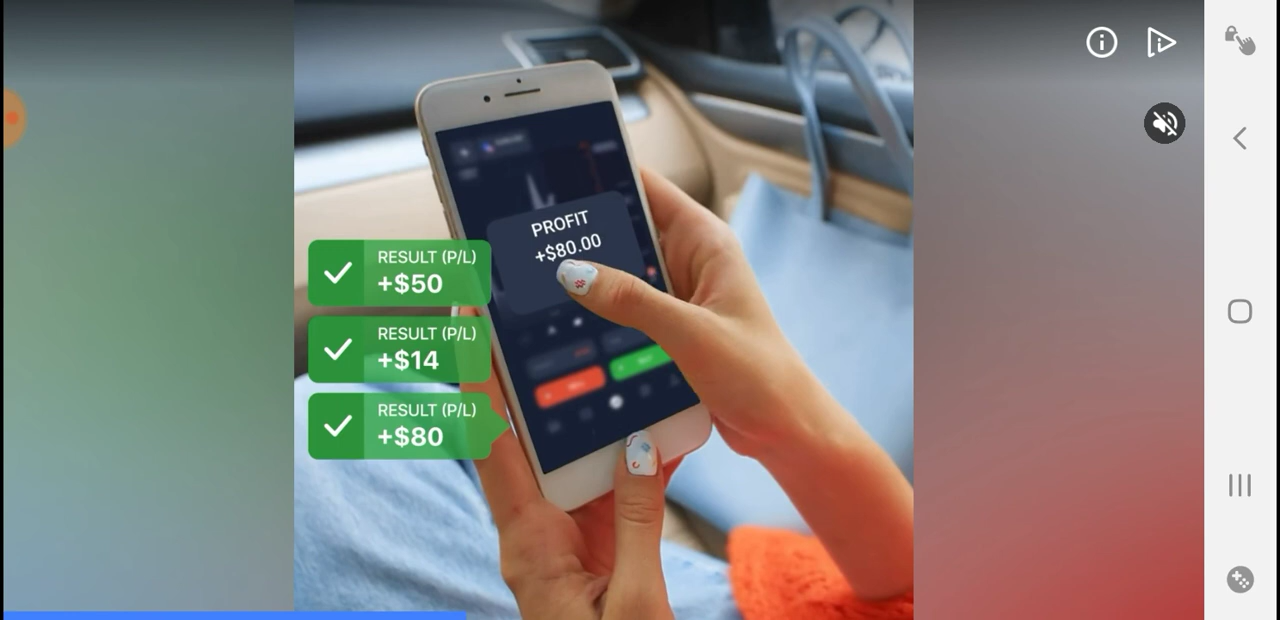 PROFIT
+$80.00
RESULT (P/L)
+$50
RESULT (P/L)
+$14
RESULT (P/L)
+$80